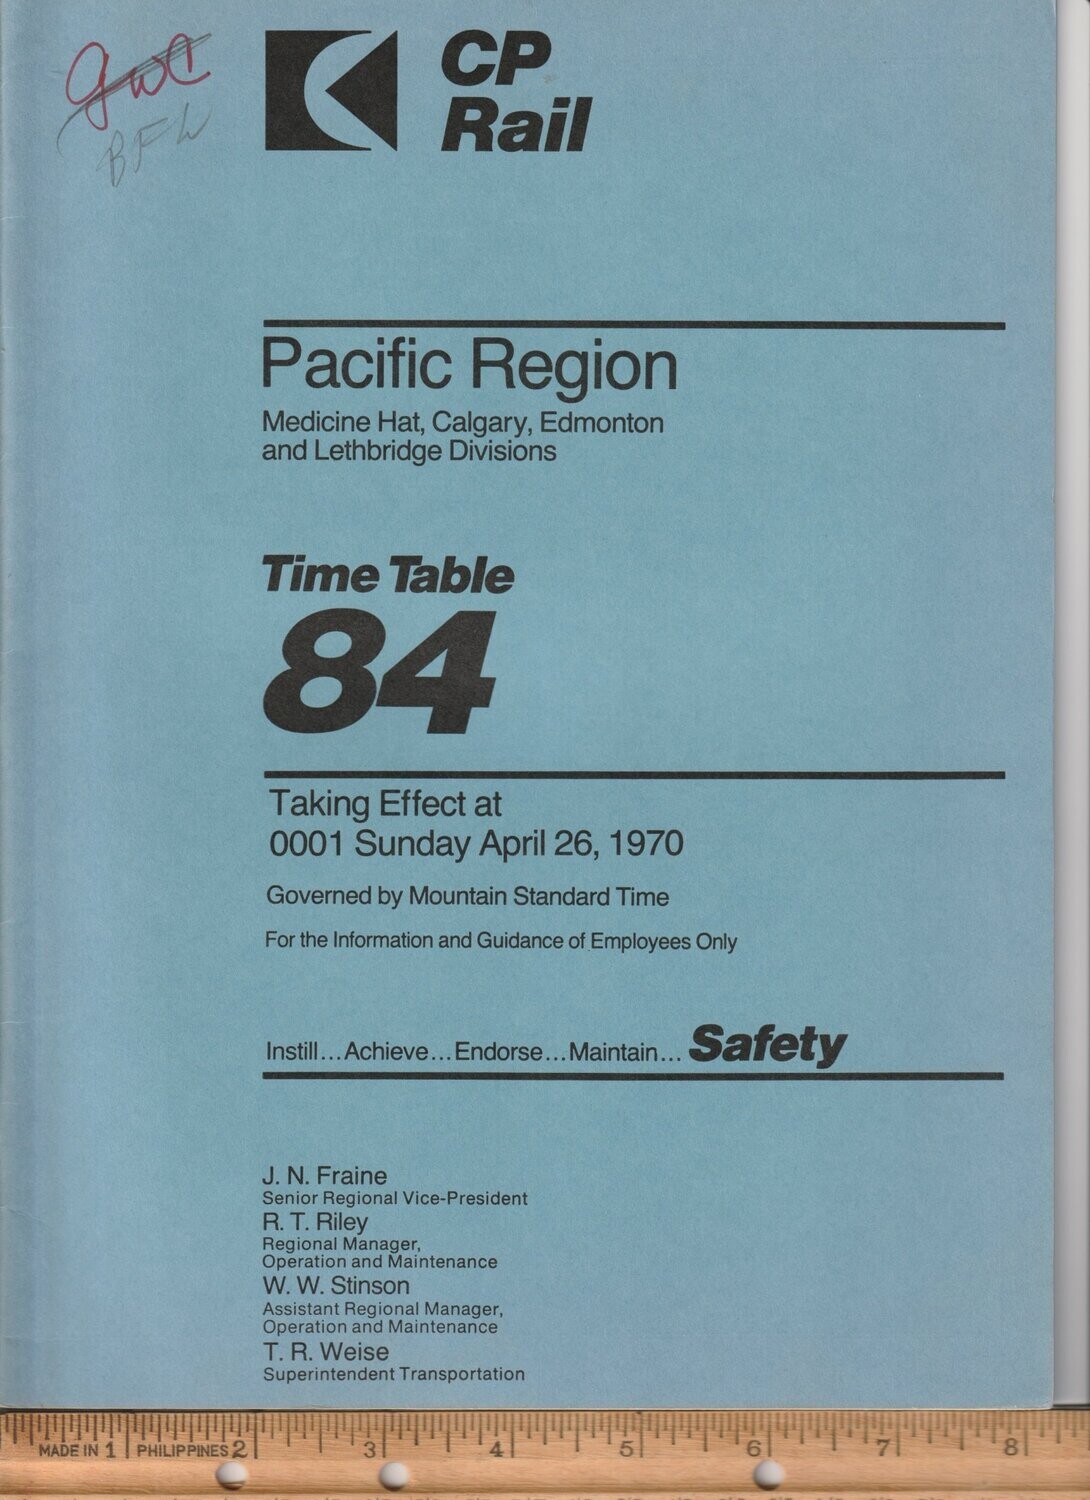 GWC
BFW
CP
Rail
Pacific Region
Medicine Hat, Calgary, Edmonton
and Lethbridge Divisions
Time Table
84
Taking Effect at
0001 Sunday April 26, 1970
Governed by Mountain Standard Time
For the Information and Guidance of Employees Only
Instill...Achieve...Endorse...Maintain... Safety
J. N. Fraine
Senior Regional Vice-President
R. T. Riley
Regional Manager,
Operation and Maintenance
W. W. Stinson
Assistant Regional Manager,
Operation and Maintenance
T. R. Weise
Superintendent Transportation
MADE IN 1 PHILIPPINES 2 3 4 5 6 7 8